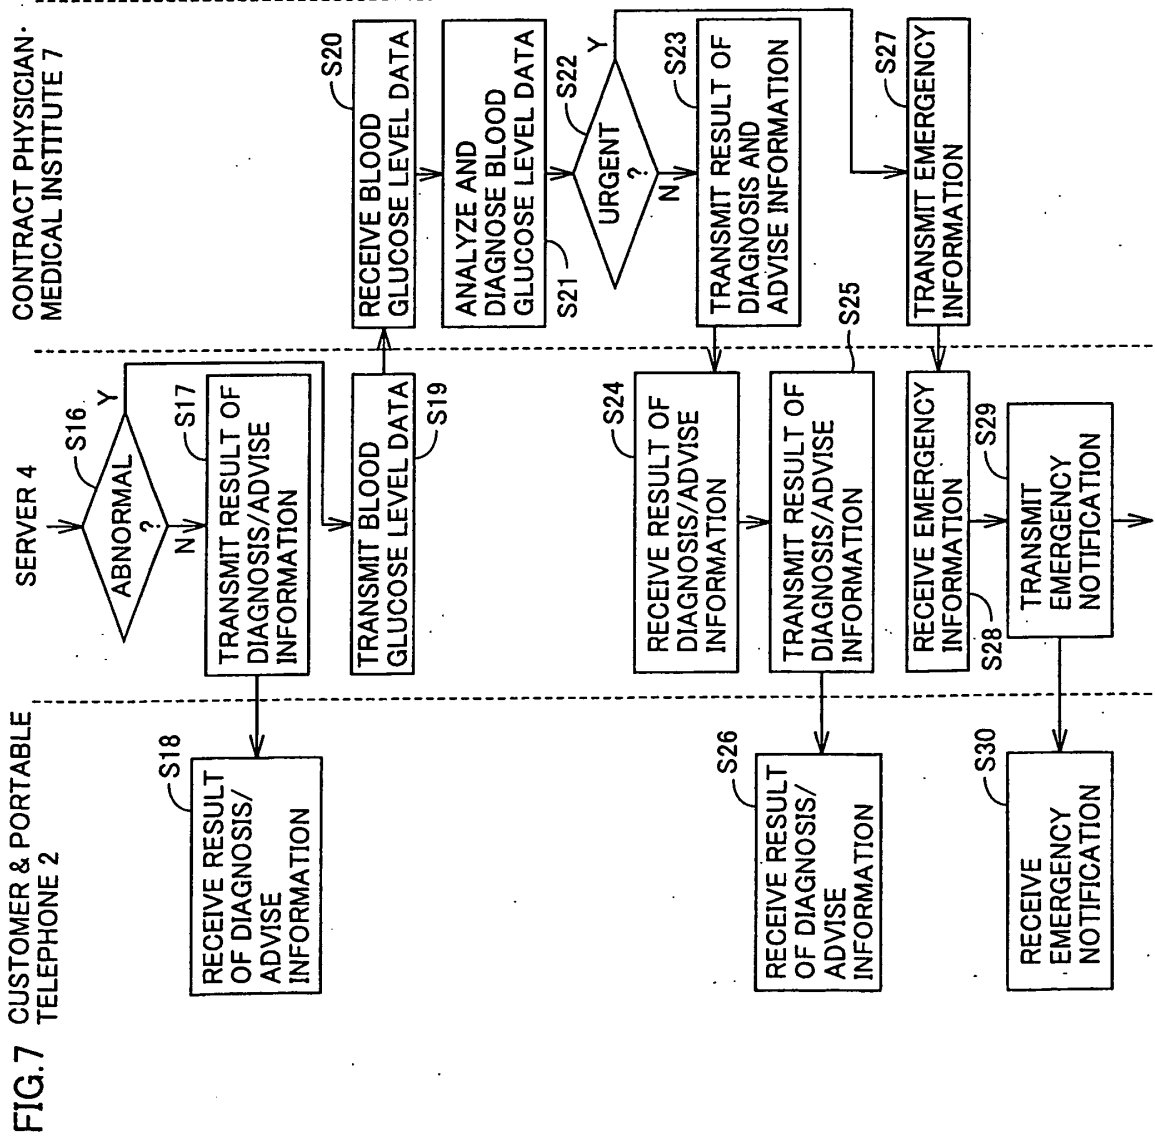 FIG.7
CUSTOMER & PORTABLE
TELEPHONE 2
SERVER 4
CONTRACT PHYSICIAN·
MEDICAL INSTITUTE 7
S16
ABNORMAL
?
Y
N
S17
TRANSMIT RESULT OF
DIAGNOSIS/ADVISE
INFORMATION
S18
RECEIVE RESULT
OF DIAGNOSIS/
ADVISE
INFORMATION
S19
TRANSMIT BLOOD
GLUCOSE LEVEL DATA
S20
RECEIVE BLOOD
GLUCOSE LEVEL DATA
ANALYZE AND
DIAGNOSE BLOOD
GLUCOSE LEVEL DATA
S21
S22
URGENT
?
Y
N
S23
TRANSMIT RESULT OF
DIAGNOSIS AND
ADVISE INFORMATION
S24
RECEIVE RESULT OF
DIAGNOSIS/ADVISE
INFORMATION
S25
TRANSMIT RESULT OF
DIAGNOSIS/ADVISE
INFORMATION
S26
RECEIVE RESULT
OF DIAGNOSIS/
ADVISE
INFORMATION
S27
TRANSMIT EMERGENCY
INFORMATION
RECEIVE EMERGENCY
INFORMATION
S28
S29
TRANSMIT
EMERGENCY
NOTIFICATION
S30
RECEIVE
EMERGENCY
NOTIFICATION